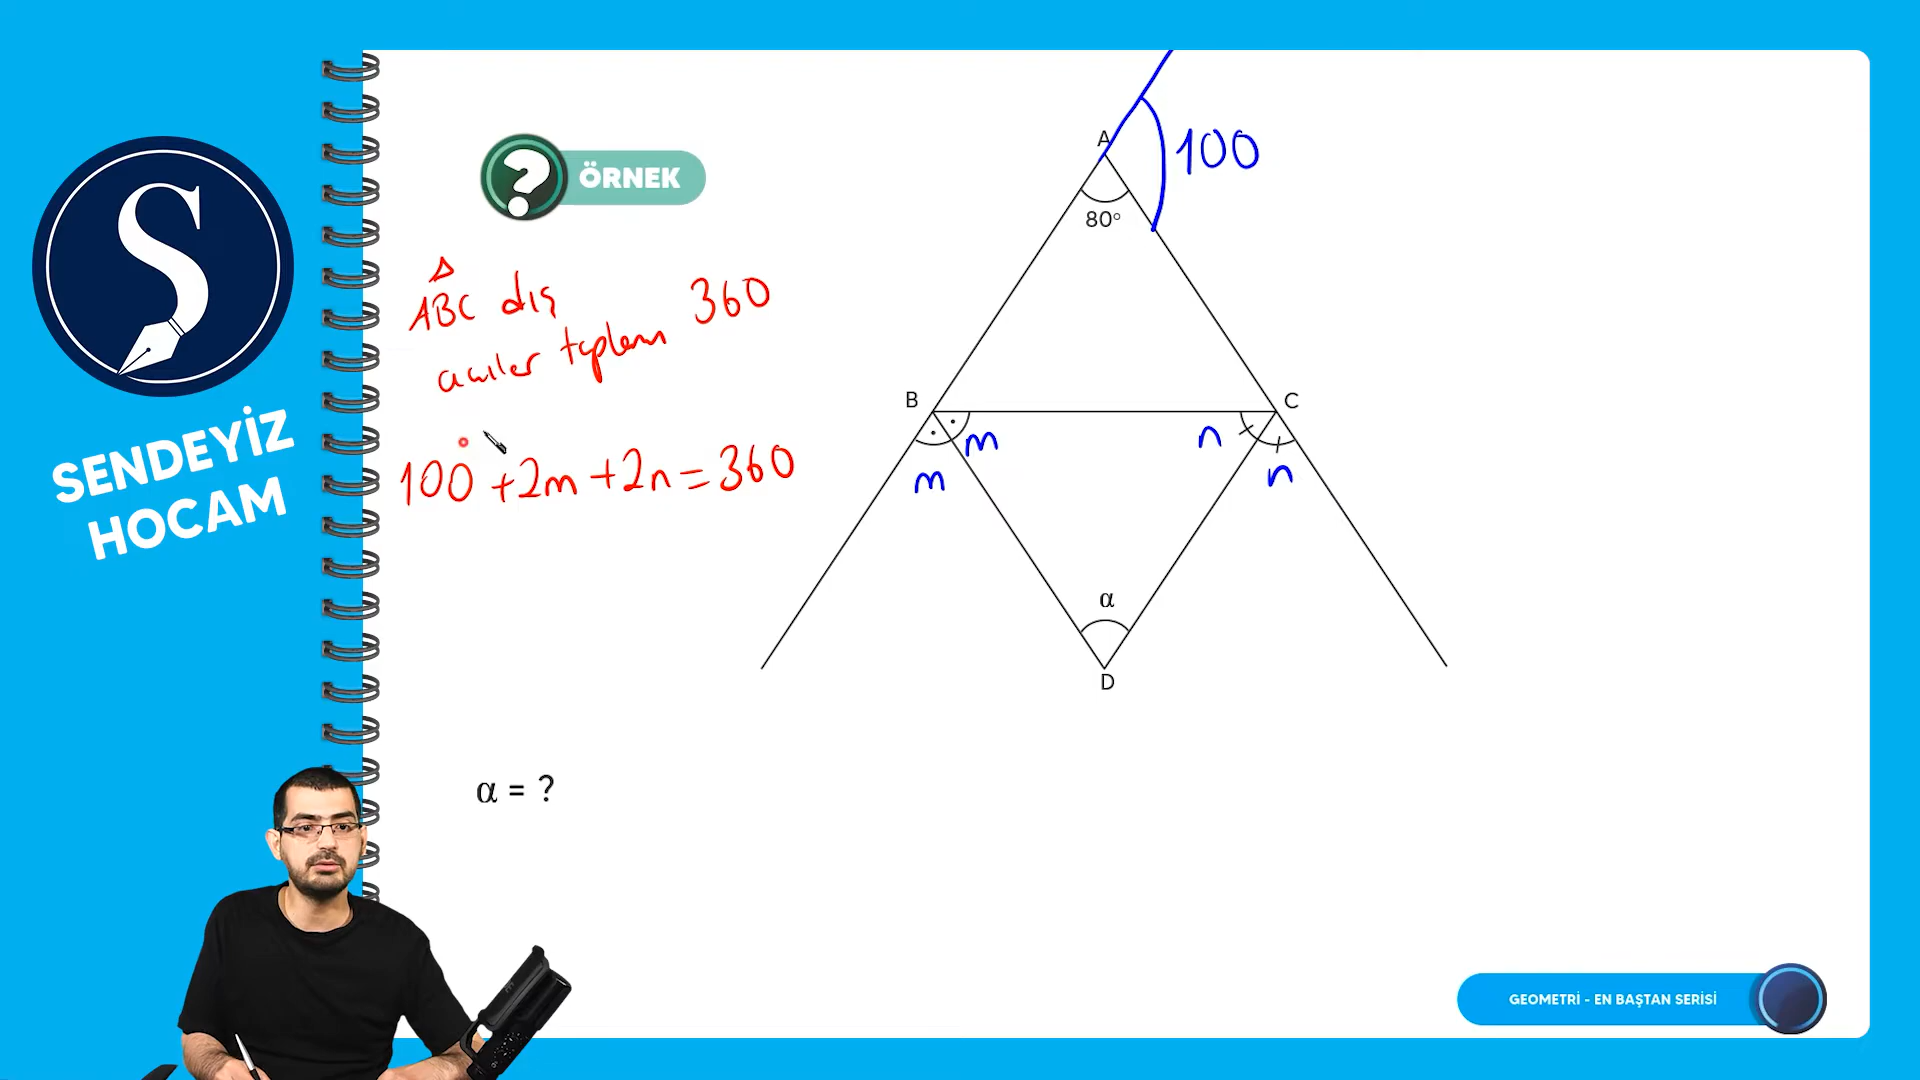 SENDEYİZ
HOCAM
ÖRNEK
ABC dış
açılar toplamı 360
100 + 2m + 2n = 360
A
100
80°
B
C
m
m
n
n
α
D
α = ?
GEOMETRİ - EN BAŞTAN SERİSİ